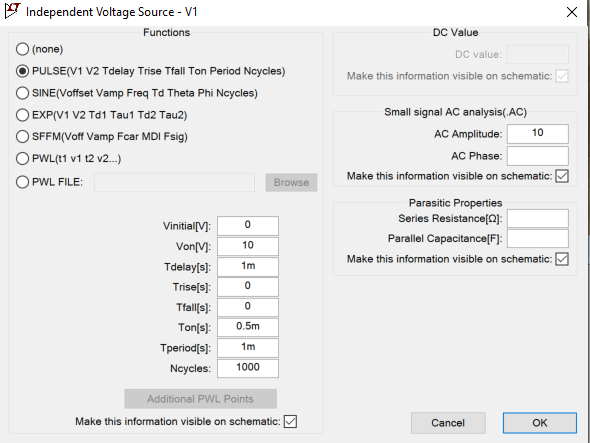 Independent Voltage Source - V1
Functions
(none)
PULSE(V1 V2 Tdelay Trise Tfall Ton Period Ncycles)
SINE(Voffset Vamp Freq Td Theta Phi Ncycles)
EXP(V1 V2 Td1 Tau1 Td2 Tau2)
SFFM(Voff Vamp Fcar MDI Fsig)
PWL(t1 v1 t2 v2...)
PWL FILE:
Browse
Vinitial[V]: 0
Von[V]: 10
Tdelay[s]: 1m
Trise[s]: 0
Tfall[s]: 0
Ton[s]: 0.5m
Tperiod[s]: 1m
Ncycles: 1000
Additional PWL Points
Make this information visible on schematic:
DC Value
DC value:
Make this information visible on schematic:
Small signal AC analysis(.AC)
AC Amplitude: 10
AC Phase:
Make this information visible on schematic:
Parasitic Properties
Series Resistance[Ω]:
Parallel Capacitance[F]:
Make this information visible on schematic:
Cancel
OK